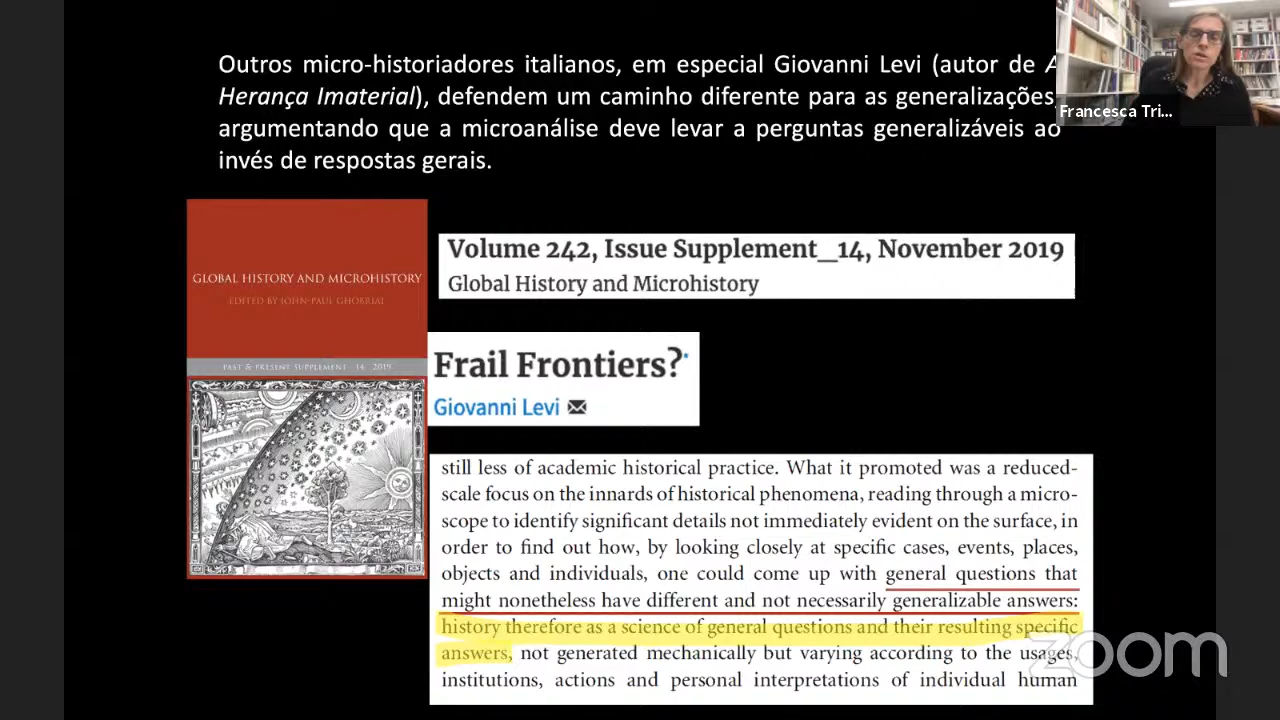 Outros micro-historiadores italianos, em especial Giovanni Levi (autor de A
Herança Imaterial), defendem um caminho diferente para as generalizações,
argumentando que a microanálise deve levar a perguntas generalizáveis ao
invés de respostas gerais.
Francesca Tri...
GLOBAL HISTORY AND MICROHISTORY
EDITED BY JOHN-PAUL GHOBRIAL
PAST & PRESENT SUPPLEMENT 14 2019
Volume 242, Issue Supplement_14, November 2019
Global History and Microhistory
Frail Frontiers?
Giovanni Levi
still less of academic historical practice. What it promoted was a reduced-
scale focus on the innards of historical phenomena, reading through a micro-
scope to identify significant details not immediately evident on the surface, in
order to find out how, by looking closely at specific cases, events, places,
objects and individuals, one could come up with general questions that
might nonetheless have different and not necessarily generalizable answers:
history therefore as a science of general questions and their resulting specific
answers, not generated mechanically but varying according to the usages,
institutions, actions and personal interpretations of individual human
zoom